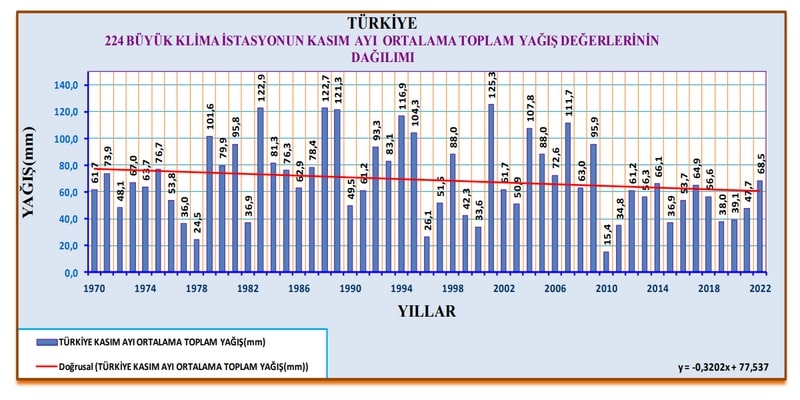 TÜRKİYE
224 BÜYÜK KLİMA İSTASYONUN KASIM AYI ORTALAMA TOPLAM YAĞIŞ DEĞERLERİNİN
DAĞILIMI
YAĞIŞ(mm)
140,0
120,0
100,0
80,0
60,0
40,0
20,0
0,0
61,7 73,9 48,1 67,0 63,7 76,7 53,8 36,0 24,5 101,6 79,9 95,8 36,9 122,9 81,3 76,3 62,9 78,4 122,7 121,3 49,5 61,2 93,3 83,1 116,9 104,3 26,1 51,5 88,0 42,3 33,6 125,3 61,7 50,9 107,8 88,0 72,6 111,7 63,0 95,9 15,4 34,8 61,2 56,3 66,1 36,9 53,7 64,9 56,6 38,0 39,1 47,7 68,5
1970 1974 1978 1982 1986 1990 1994 1998 2002 2006 2010 2014 2018 2022
YILLAR
TÜRKİYE KASIM AYI ORTALAMA TOPLAM YAĞIŞ(mm)
Doğrusal (TÜRKİYE KASIM AYI ORTALAMA TOPLAM YAĞIŞ(mm))
y = -0,3202x + 77,537